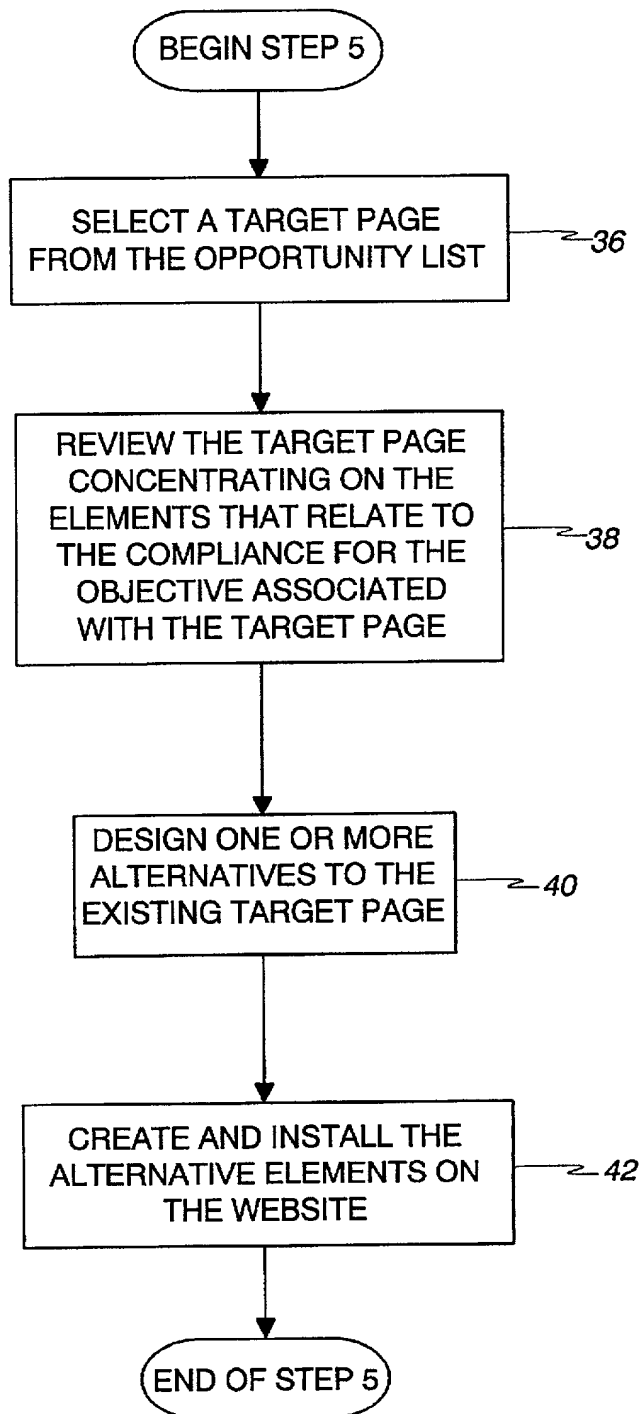 BEGIN STEP 5
SELECT A TARGET PAGE
FROM THE OPPORTUNITY LIST
36
REVIEW THE TARGET PAGE
CONCENTRATING ON THE
ELEMENTS THAT RELATE TO
THE COMPLIANCE FOR THE
OBJECTIVE ASSOCIATED
WITH THE TARGET PAGE
38
DESIGN ONE OR MORE
ALTERNATIVES TO THE
EXISTING TARGET PAGE
40
CREATE AND INSTALL THE
ALTERNATIVE ELEMENTS ON
THE WEBSITE
42
END OF STEP 5